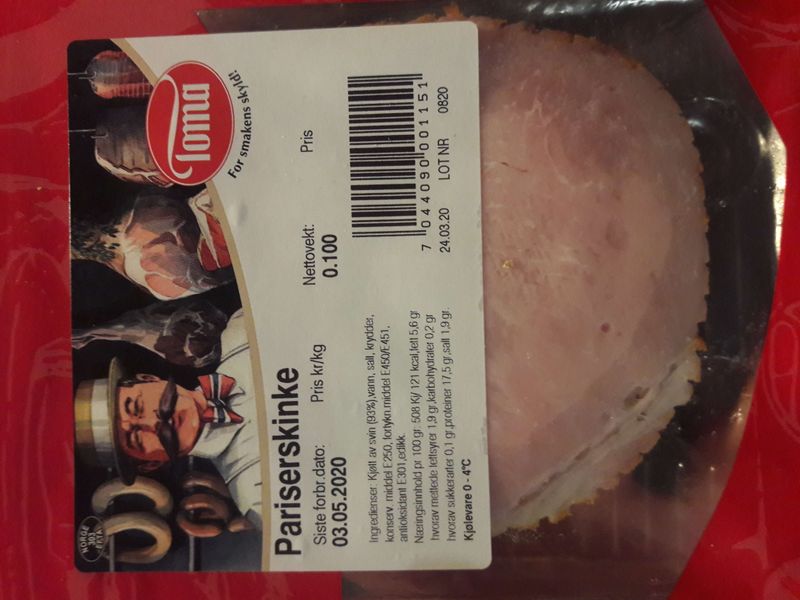 Toma
For smakens skyld!
NORGE
303
EFTA
Pariserskinke
Siste forbr.dato: Pris kr/kg Nettovekt: Pris
03.05.2020 0.100
Ingredienser: Kjøtt av svin (93%),vann, salt, krydder,
konserv. middel E250, fortykn.middel E450/E451,
antioksidant E301,edikk.
Næringsinnhold pr 100 gr: 508 Kj/ 121 kcal,fett 5,6 gr
hvorav mettede fettsyrer 1,9 gr,karbohydrater 0,2 gr
hvorav sukkerarter 0,1 gr,proteiner 17,5 gr,salt 1,9 gr.
Kjølevare 0 - 4°C
7 044090 001151
24.03.20 LOT NR 0820